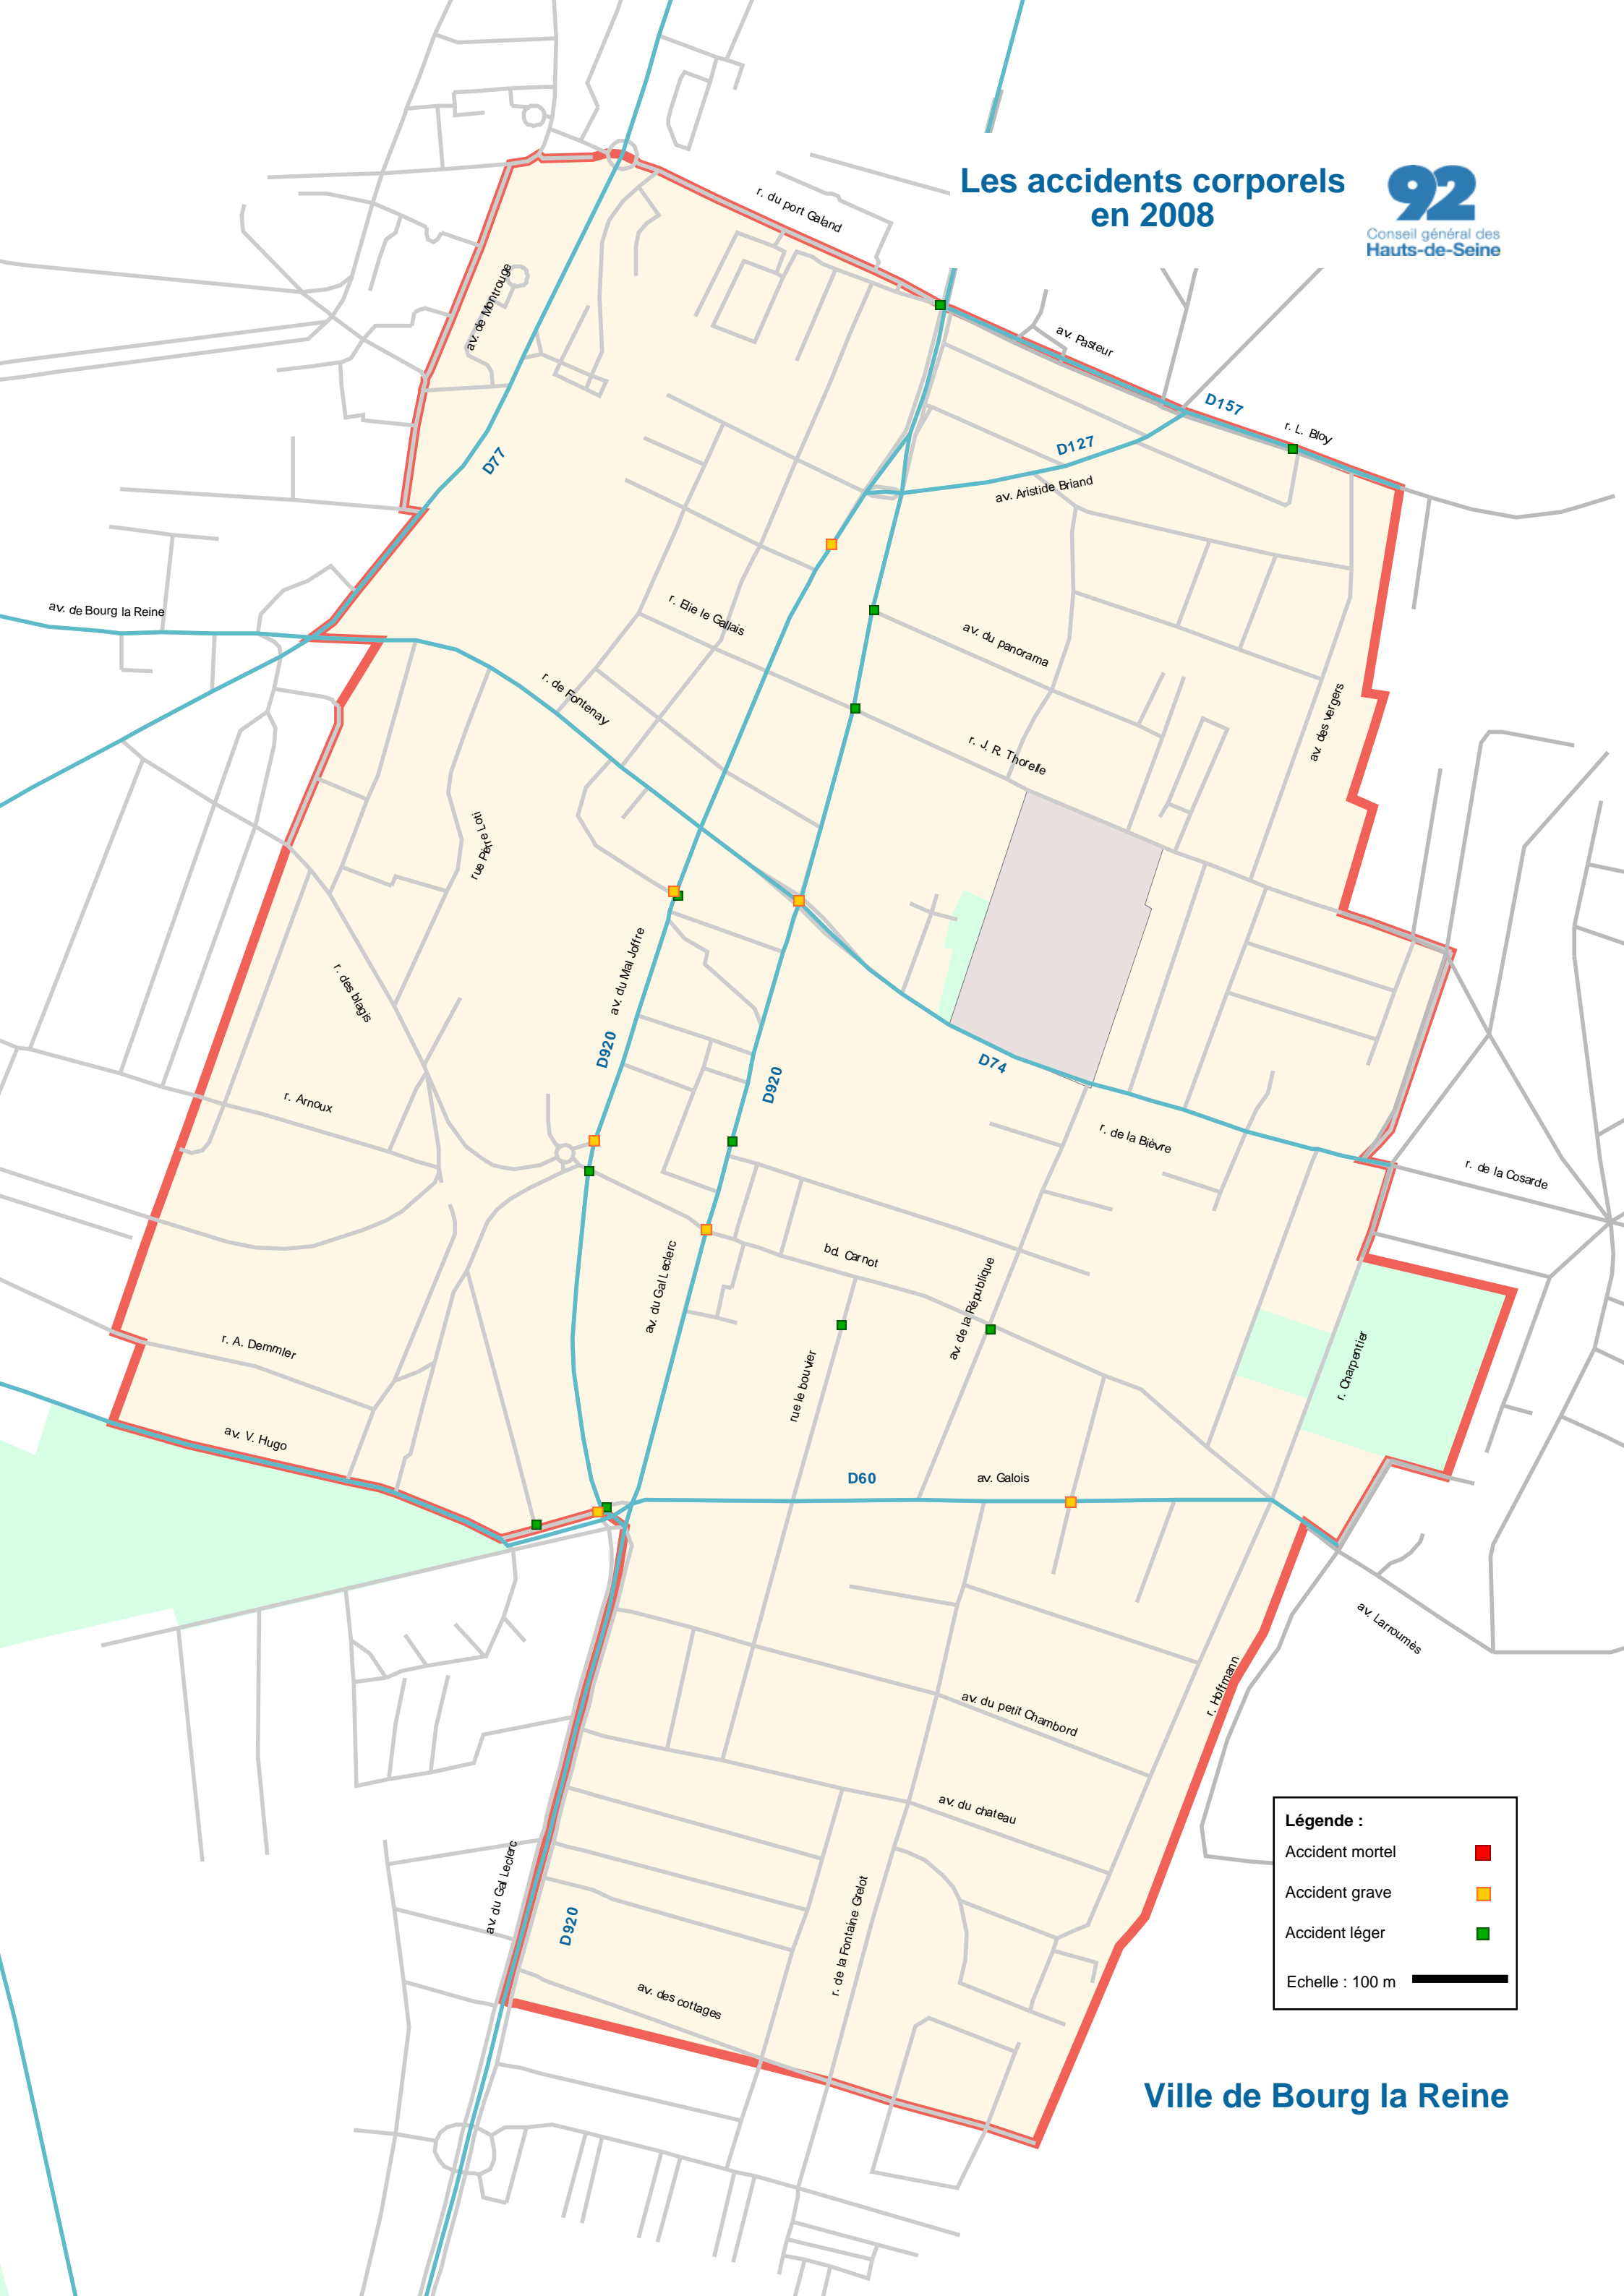 Les accidents corporels
en 2008
92
Conseil général des
Hauts-de-Seine
r. du port Galand
av. de Montrouge
av. Pasteur
D157
r. L. Bloy
D127
D77
av. Aristide Briand
av. de Bourg la Reine
r. Elie le Gallais
av. du panorama
r. de Fontenay
av. des vergers
r. J. R. Thorelle
rue Pierre Loti
av. du Mal Joffre
r. des blagis
D920
D920
D74
r. Arnoux
r. de la Bièvre
r. de la Cosarde
bd. Carnot
av. du Gal Leclerc
av. de la République
r. A. Demmler
rue le bouvier
r. Charpentier
av. V. Hugo
D60
av. Galois
av. Larroumès
r. Hoffmann
av. du petit Chambord
av. du chateau
Légende :
Accident mortel
Accident grave
Accident léger
Echelle : 100 m
av. du Gal Leclerc
D920
r. de la Fontaine Grelot
av. des cottages
Ville de Bourg la Reine